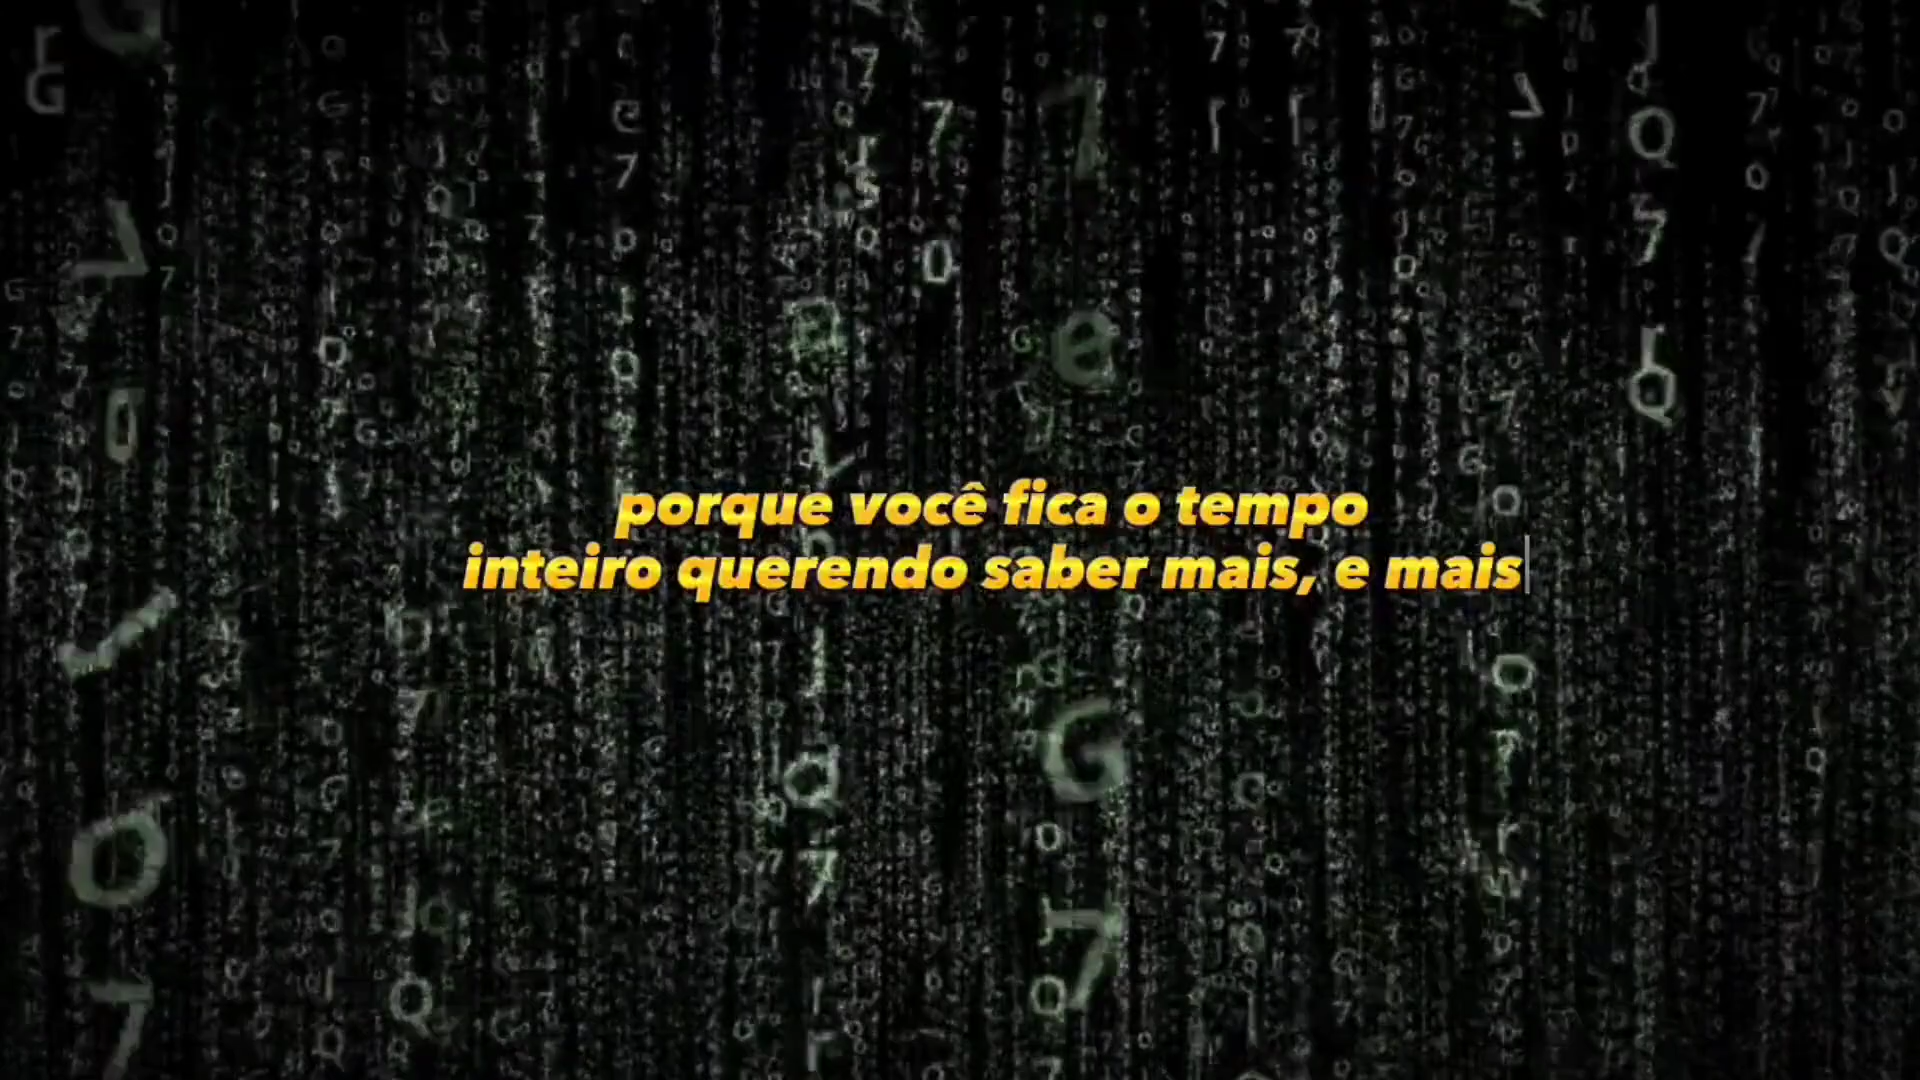 porque você fica o tempo
inteiro querendo saber mais, e mais